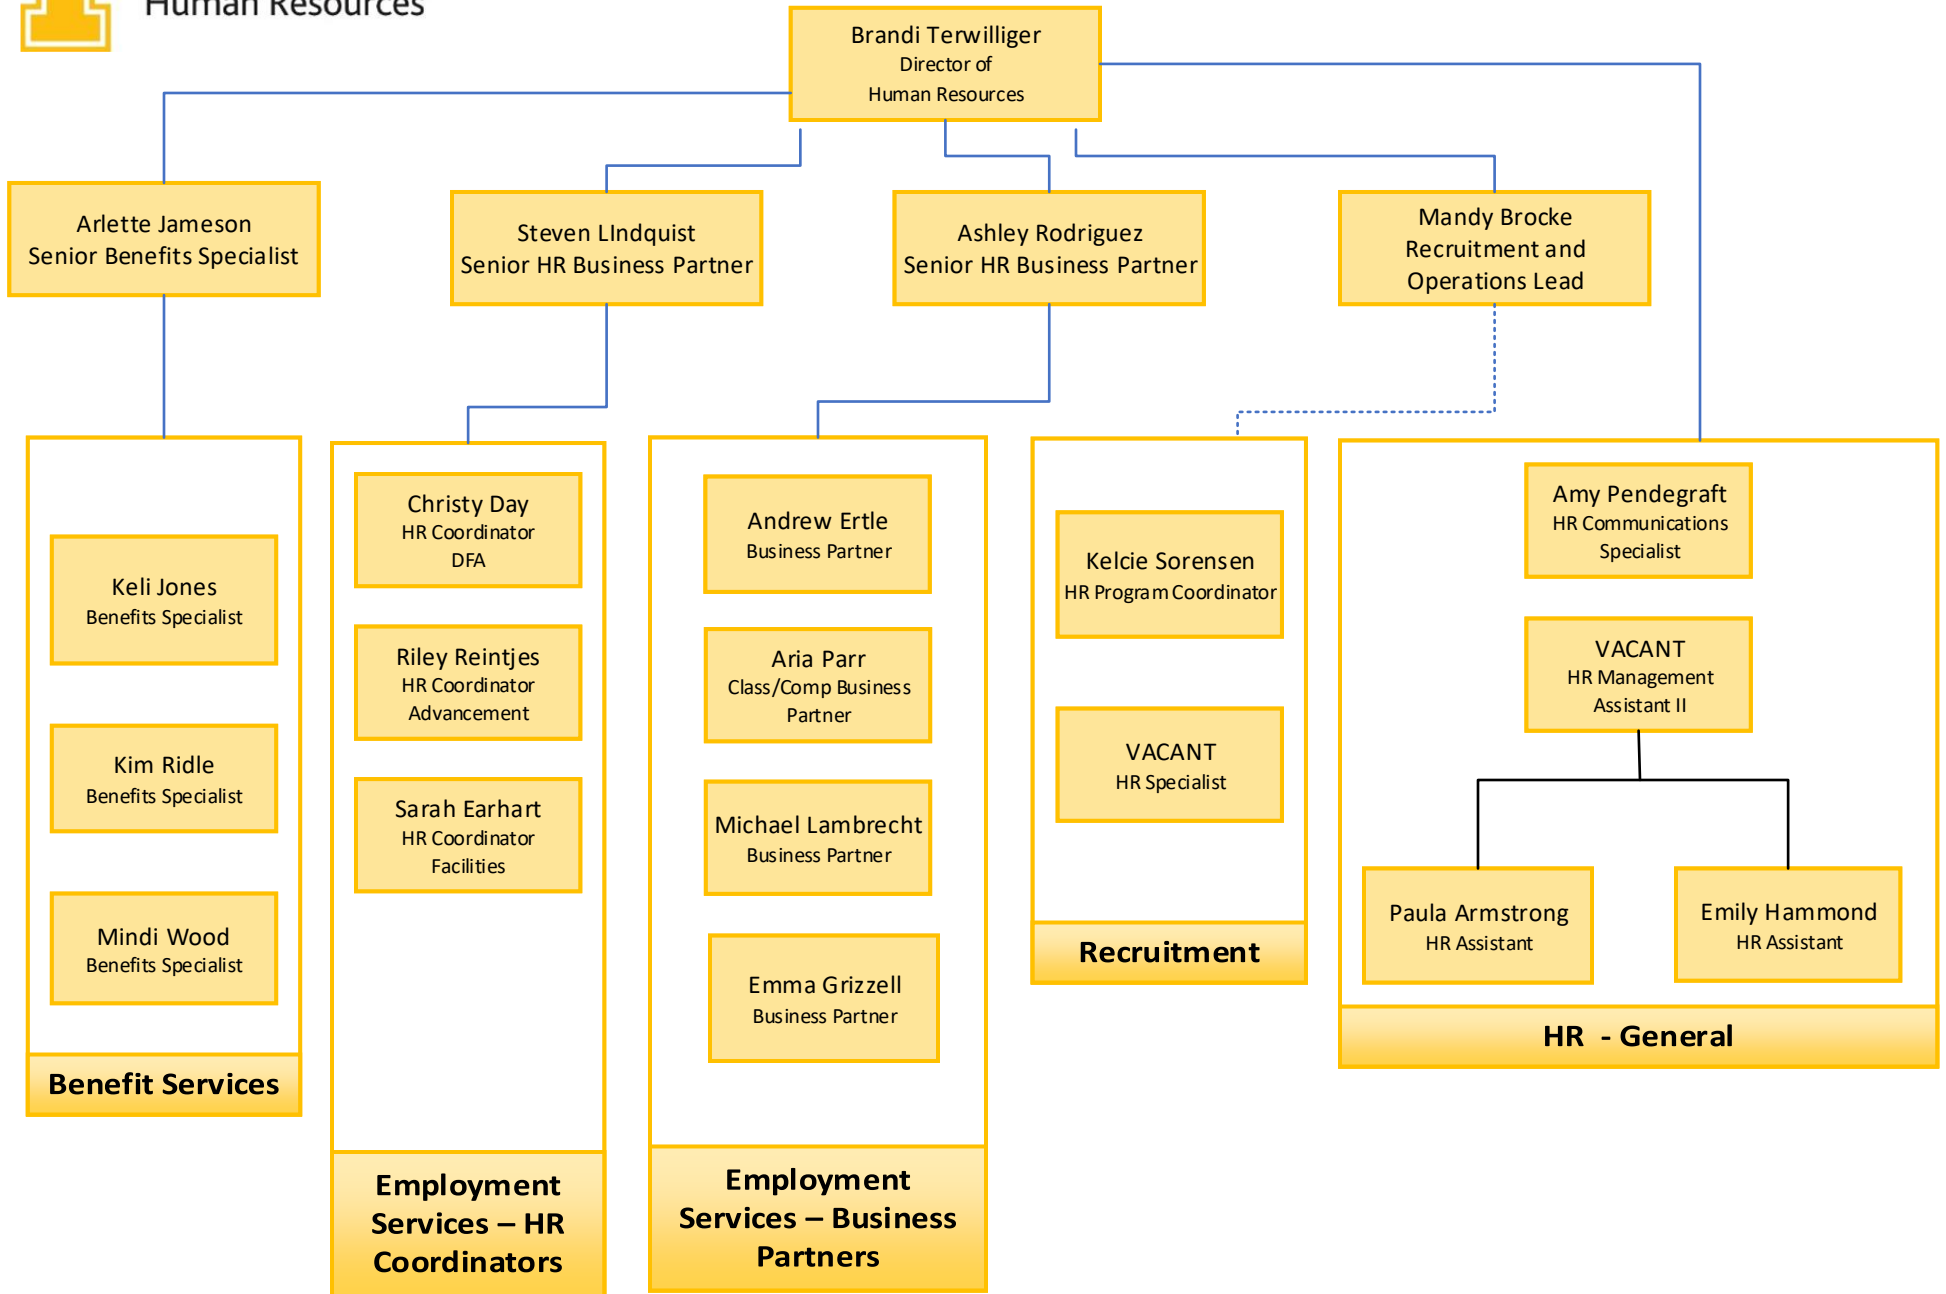 Human Resources
Brandi Terwilliger
Director of
Human Resources
Arlette Jameson
Senior Benefits Specialist
Steven LIndquist
Senior HR Business Partner
Ashley Rodriguez
Senior HR Business Partner
Mandy Brocke
Recruitment and
Operations Lead
Keli Jones
Benefits Specialist
Kim Ridle
Benefits Specialist
Mindi Wood
Benefits Specialist
Benefit Services
Christy Day
HR Coordinator
DFA
Riley Reintjes
HR Coordinator
Advancement
Sarah Earhart
HR Coordinator
Facilities
Employment
Services – HR
Coordinators
Andrew Ertle
Business Partner
Aria Parr
Class/Comp Business
Partner
Michael Lambrecht
Business Partner
Emma Grizzell
Business Partner
Employment
Services – Business
Partners
Kelcie Sorensen
HR Program Coordinator
VACANT
HR Specialist
Recruitment
Amy Pendegraft
HR Communications
Specialist
VACANT
HR Management
Assistant II
Paula Armstrong
HR Assistant
Emily Hammond
HR Assistant
HR - General